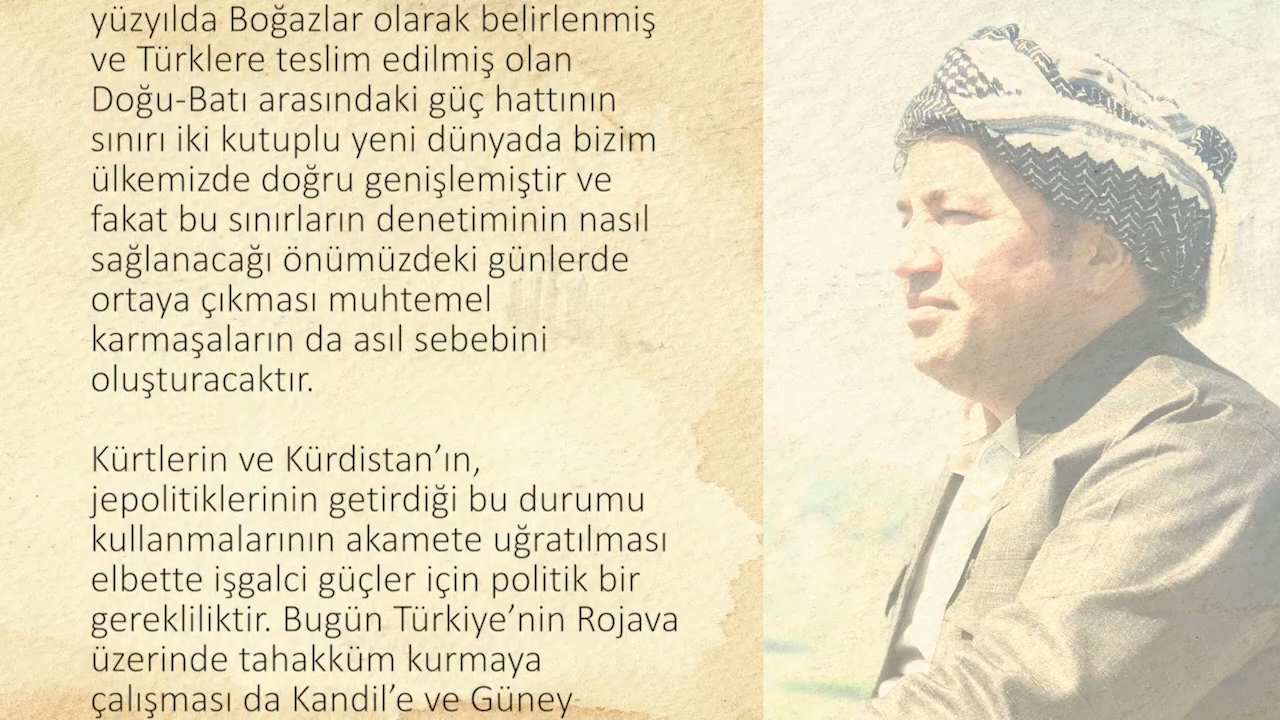 yüzyılda Boğazlar olarak belirlenmiş
ve Türklere teslim edilmiş olan
Doğu-Batı arasındaki güç hattının
sınırı iki kutuplu yeni dünyada bizim
ülkemizde doğru genişlemiştir ve
fakat bu sınırların denetiminin nasıl
sağlanacağı önümüzdeki günlerde
ortaya çıkması muhtemel
karmaşaların da asıl sebebini
oluşturacaktır.
Kürtlerin ve Kürdistan’ın,
jepolitiklerinin getirdiği bu durumu
kullanmalarının akamete uğratılması
elbette işgalci güçler için politik bir
gerekliliktir. Bugün Türkiye’nin Rojava
üzerinde tahakküm kurmaya
çalışması da Kandil’e ve Güney